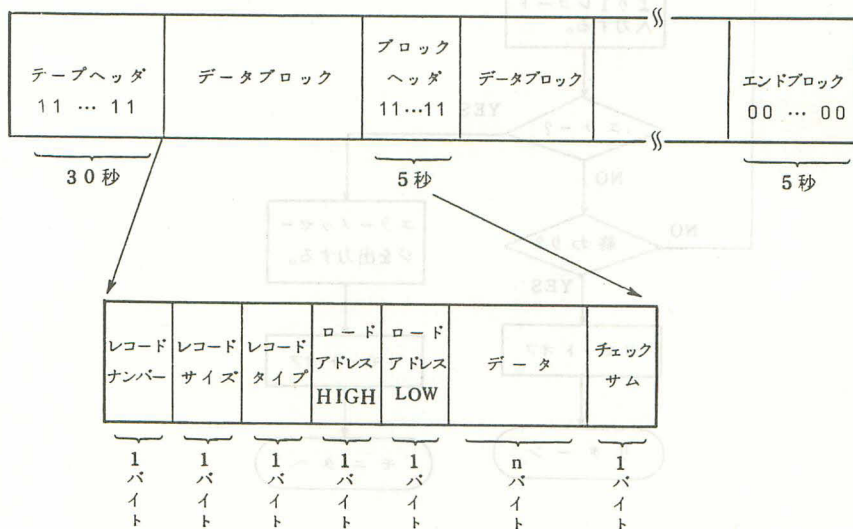 テープヘッダ
11 … 11
データブロック
ブロック
ヘッダ
11…11
データブロック
エンドブロック
00 … 00
30秒
5秒
5秒
レコード
ナンバー
レコード
サイズ
レコード
タイプ
ロード
アドレス
HIGH
ロード
アドレス
LOW
データ
チェック
サム
1バイト
1バイト
1バイト
1バイト
1バイト
nバイト
1バイト